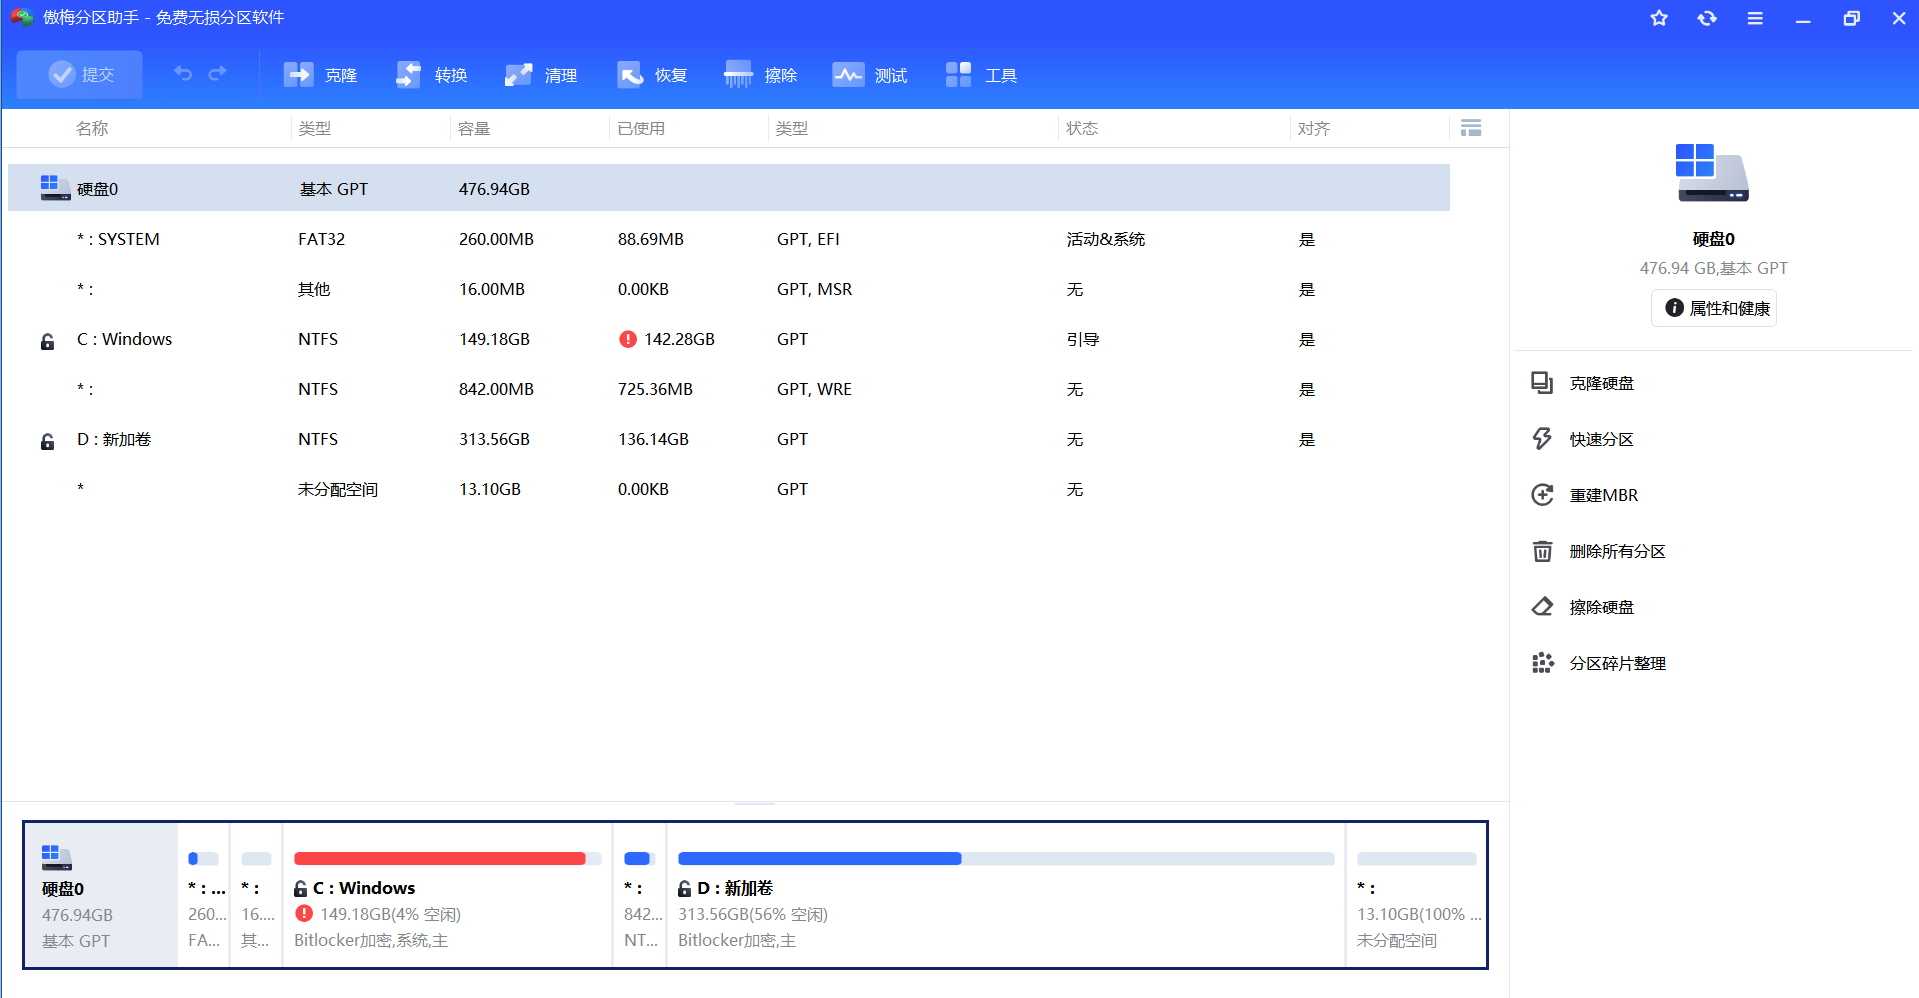 傲梅分区助手 - 免费无损分区软件
提交 克隆 转换 清理 恢复 擦除 测试 工具
名称 类型 容量 已使用 类型 状态 对齐
硬盘0 基本 GPT 476.94GB
* : SYSTEM FAT32 260.00MB 88.69MB GPT, EFI 活动&系统 是
* : 其他 16.00MB 0.00KB GPT, MSR 无 是
C : Windows NTFS 149.18GB 142.28GB GPT 引导 是
* : NTFS 842.00MB 725.36MB GPT, WRE 无 是
D : 新加卷 NTFS 313.56GB 136.14GB GPT 无 是
* 未分配空间 13.10GB 0.00KB GPT 无
硬盘0
476.94 GB,基本 GPT
属性和健康
克隆硬盘
快速分区
重建MBR
删除所有分区
擦除硬盘
分区碎片整理
硬盘0
476.94GB
基本 GPT
* : ...
260...
FA...
* :
16....
其...
C : Windows
149.18GB(4% 空闲)
Bitlocker加密,系统,主
* :
842...
NT...
D : 新加卷
313.56GB(56% 空闲)
Bitlocker加密,主
* :
13.10GB(100% ...
未分配空间